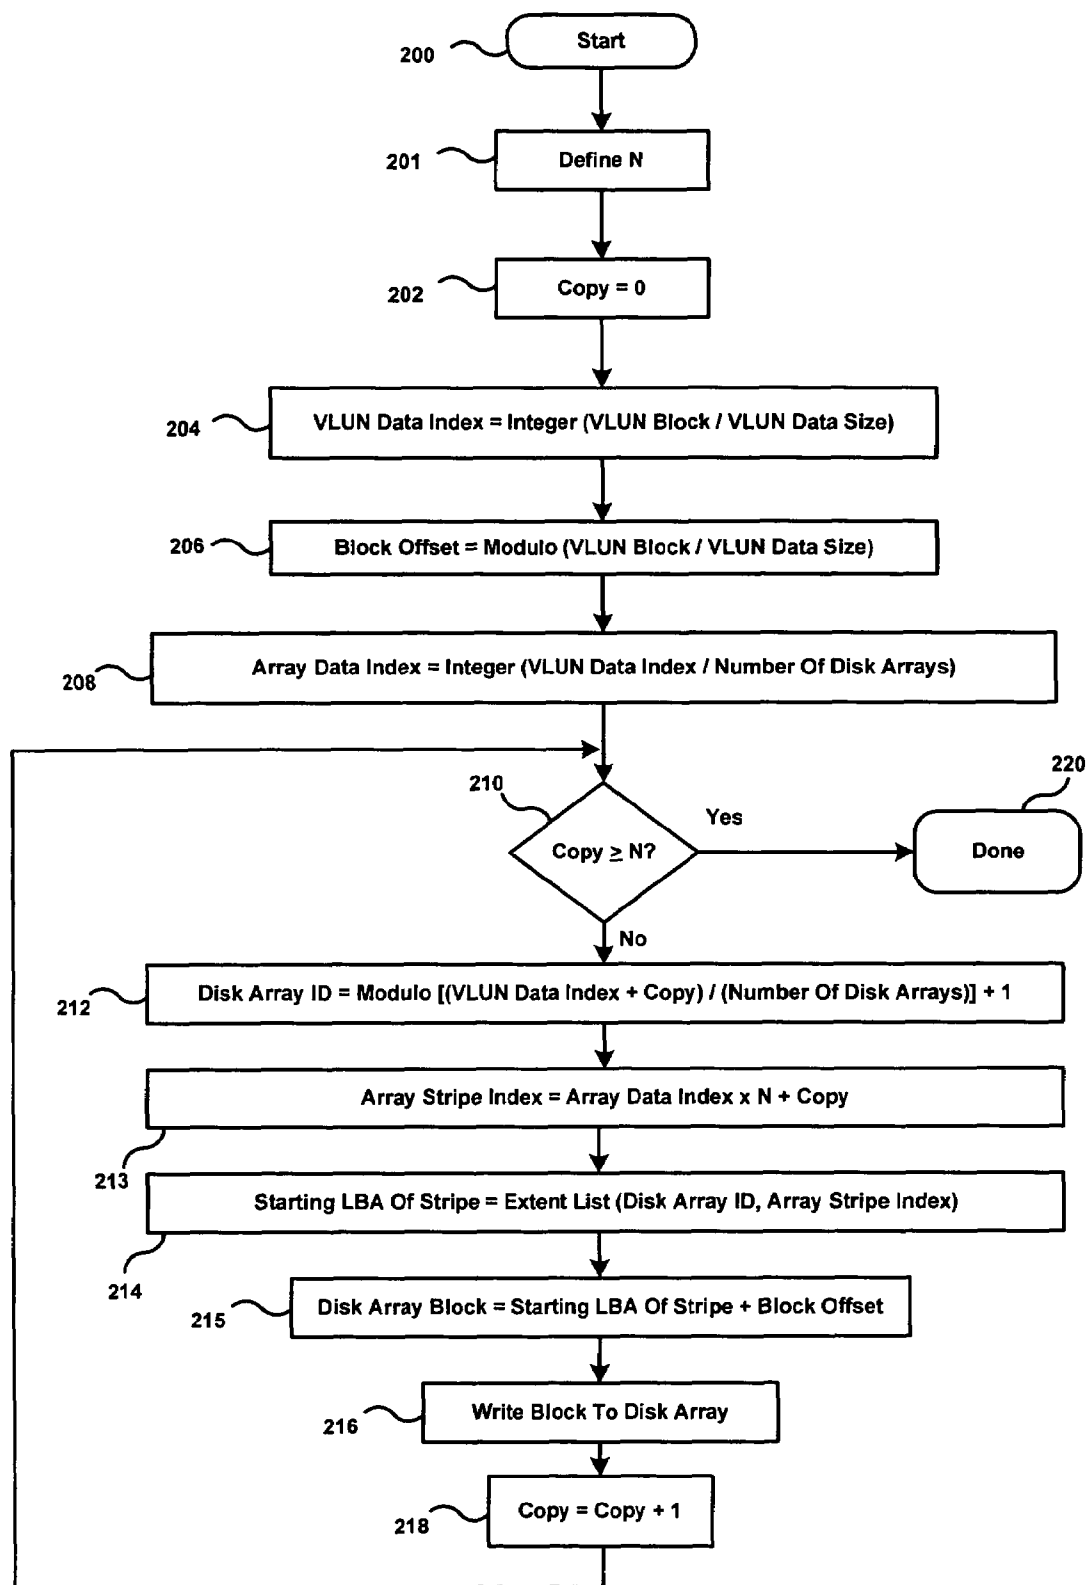 Start
200
Define N
201
Copy = 0
202
VLUN Data Index = Integer (VLUN Block / VLUN Data Size)
204
Block Offset = Modulo (VLUN Block / VLUN Data Size)
206
Array Data Index = Integer (VLUN Data Index / Number Of Disk Arrays)
208
210
220
Copy ≥ N?
Yes
Done
No
Disk Array ID = Modulo [(VLUN Data Index + Copy) / (Number Of Disk Arrays)] + 1
212
Array Stripe Index = Array Data Index x N + Copy
213
Starting LBA Of Stripe = Extent List (Disk Array ID, Array Stripe Index)
214
Disk Array Block = Starting LBA Of Stripe + Block Offset
215
Write Block To Disk Array
216
Copy = Copy + 1
218